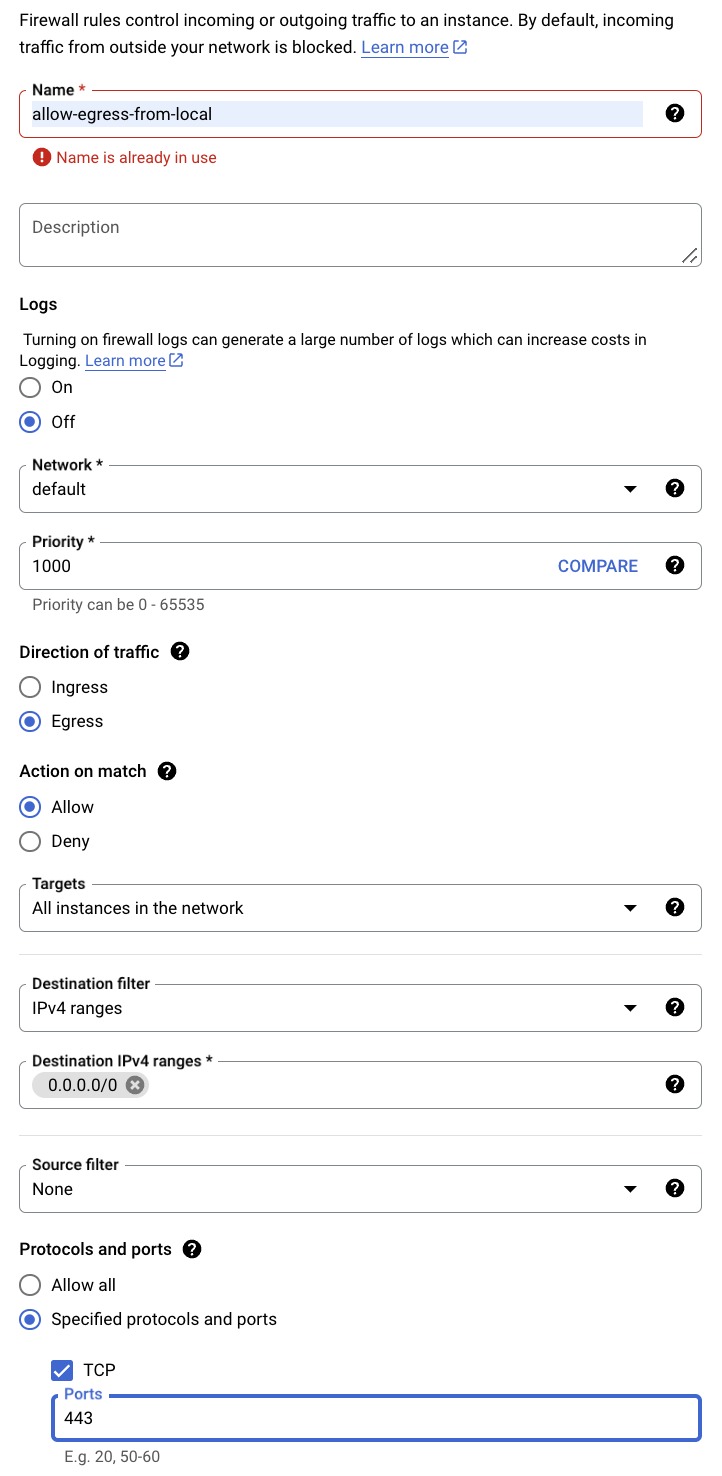 Firewall rules control incoming or outgoing traffic to an instance. By default, incoming
traffic from outside your network is blocked. Learn more
Name *
allow-egress-from-local
Name is already in use
Description
Logs
Turning on firewall logs can generate a large number of logs which can increase costs in
Logging. Learn more
On
Off
Network *
default
Priority *
1000
COMPARE
Priority can be 0 - 65535
Direction of traffic
Ingress
Egress
Action on match
Allow
Deny
Targets
All instances in the network
Destination filter
IPv4 ranges
Destination IPv4 ranges *
0.0.0.0/0
Source filter
None
Protocols and ports
Allow all
Specified protocols and ports
TCP
Ports
443
E.g. 20, 50-60